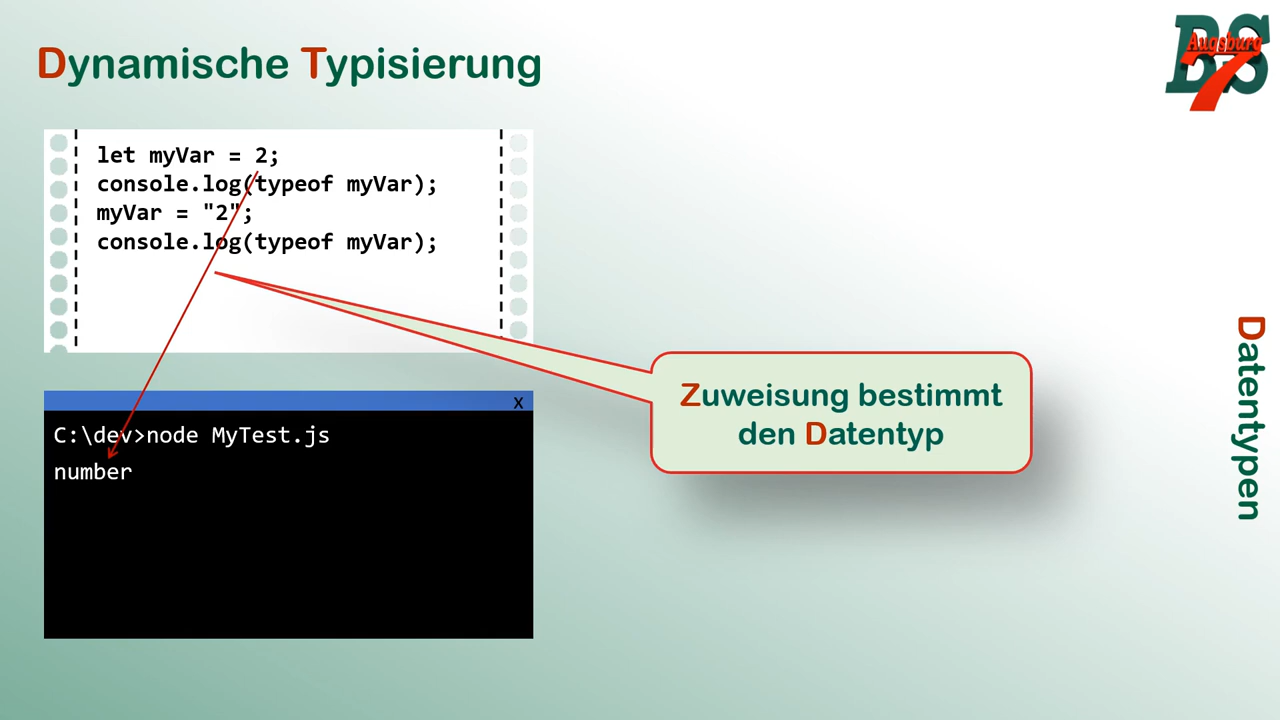 Dynamische Typisierung
BS
Augsburg
7
let myVar = 2;
console.log(typeof myVar);
myVar = "2";
console.log(typeof myVar);
x
C:\dev>node MyTest.js
number
Zuweisung bestimmt
den Datentyp
Datentypen